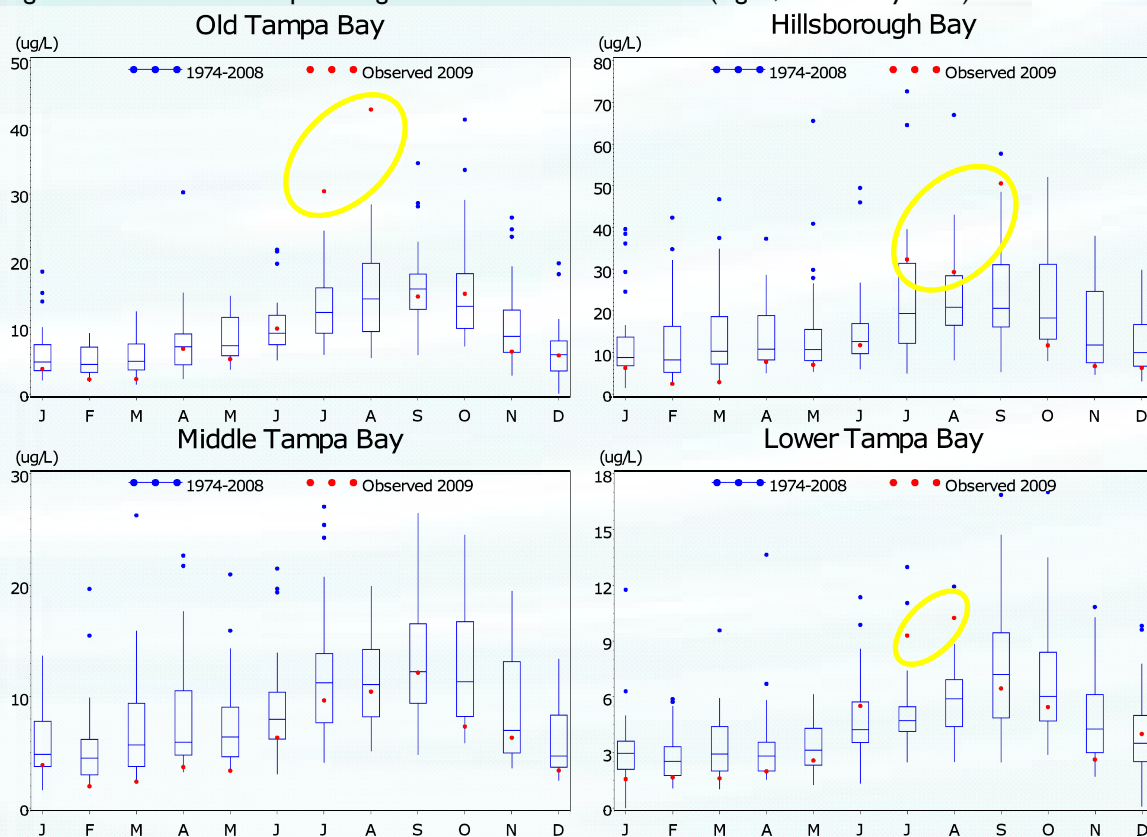 Old Tampa Bay
(ug/L)
50
40
30
20
10
0
1974-2008 Observed 2009
J F M A M J J A S O N D
Hillsborough Bay
(ug/L)
80
70
60
50
40
30
20
10
0
1974-2008 Observed 2009
J F M A M J J A S O N D
Middle Tampa Bay
(ug/L)
30
20
10
0
1974-2008 Observed 2009
J F M A M J J A S O N D
Lower Tampa Bay
(ug/L)
18
15
12
9
6
3
0
1974-2008 Observed 2009
J F M A M J J A S O N D